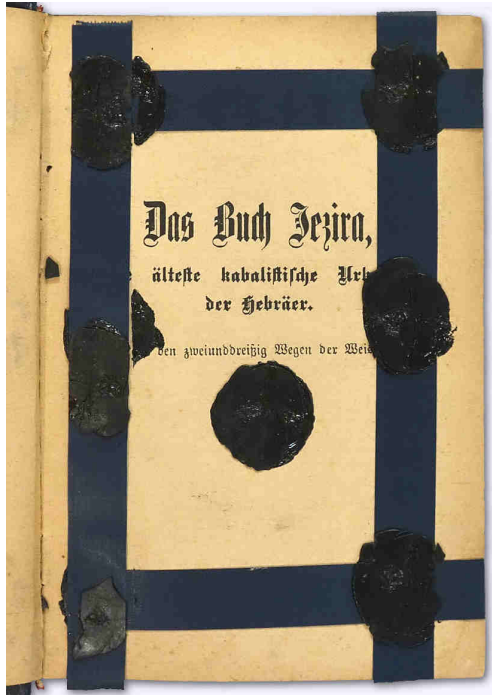 Das Buch Jezira,
älteste kabalistische
der Hebräer.
den zweiunddreißig Wegen der